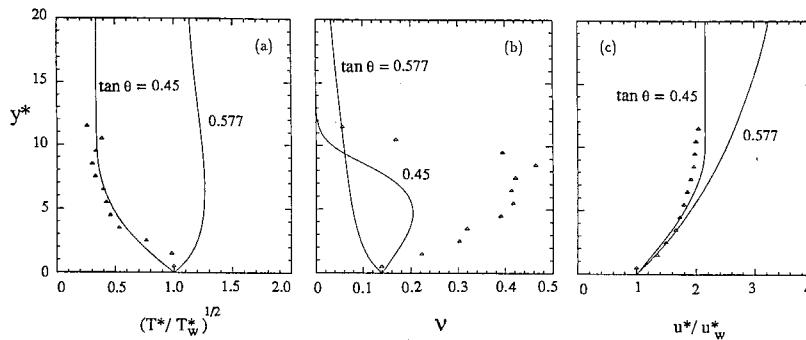 20
15
10
5
0
y*
(a)
tan θ = 0.45
0.577
0 0.5 1.0 1.5 2.0
(T*/ T*w)^1/2
(b)
tan θ = 0.577
0.45
0 0.1 0.2 0.3 0.4 0.5
ν
(c)
tan θ = 0.45
0.577
0 1 2 3 4
u*/ u*w